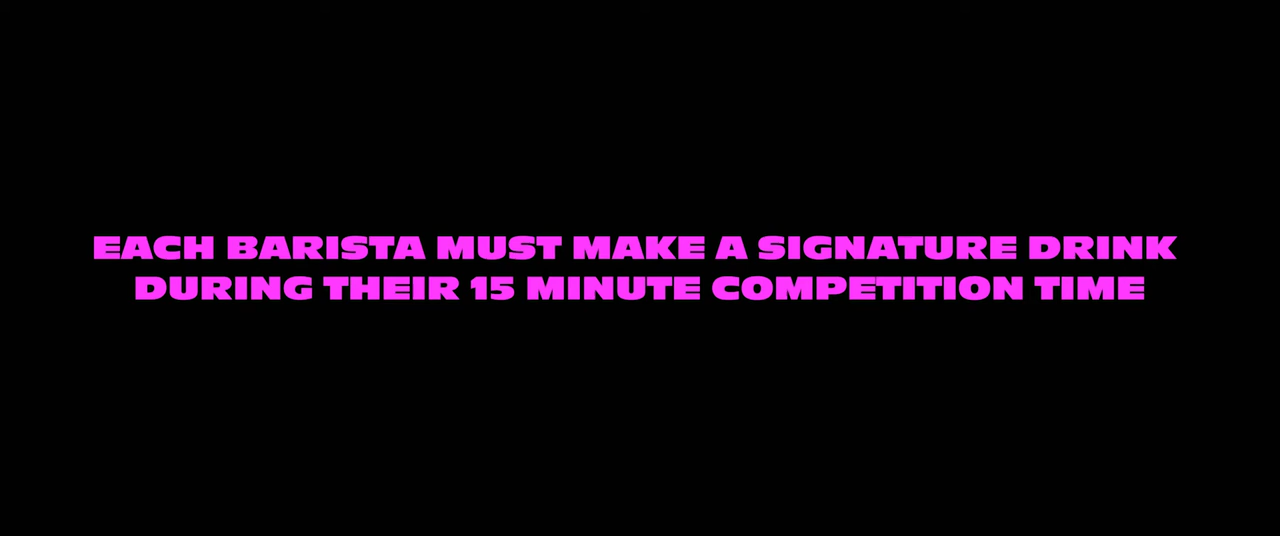 EACH BARISTA MUST MAKE A SIGNATURE DRINK
DURING THEIR 15 MINUTE COMPETITION TIME